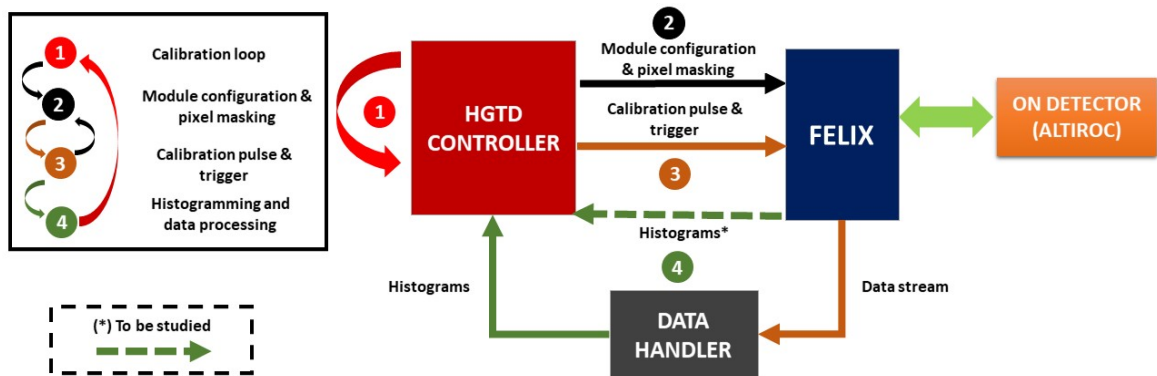 1
Calibration loop
2
Module configuration &
pixel masking
3
Calibration pulse &
trigger
4
Histogramming and
data processing
(*) To be studied
1
HGTD
CONTROLLER
2
Module configuration
& pixel masking
Calibration pulse &
trigger
3
Histograms*
4
FELIX
ON DETECTOR
(ALTIROC)
Histograms
Data stream
DATA
HANDLER